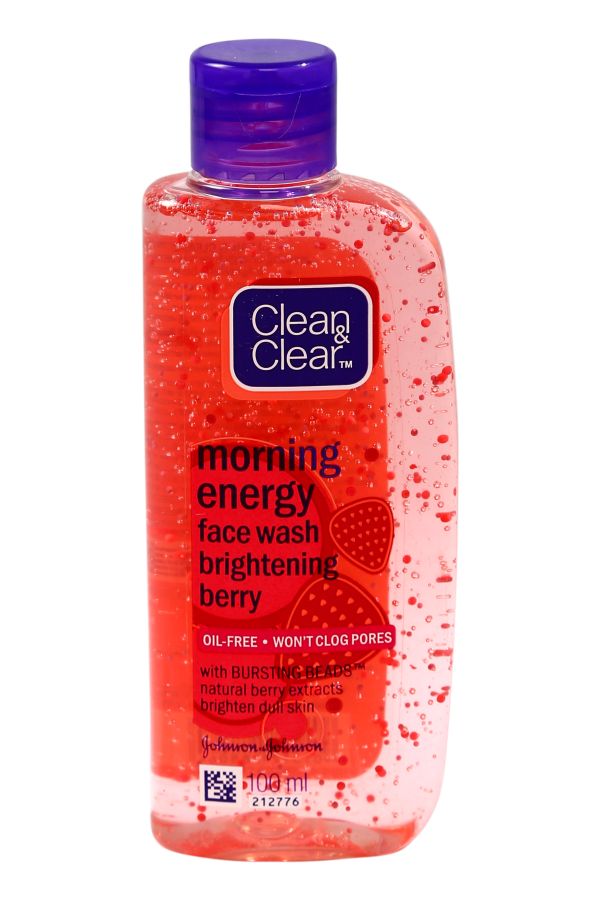 Clean
&
Clear™
morning
energy
face wash
brightening
berry
OIL-FREE • WON'T CLOG PORES
with BURSTING BEADS™
natural berry extracts
brighten dull skin
Johnson & Johnson
100 ml
212776